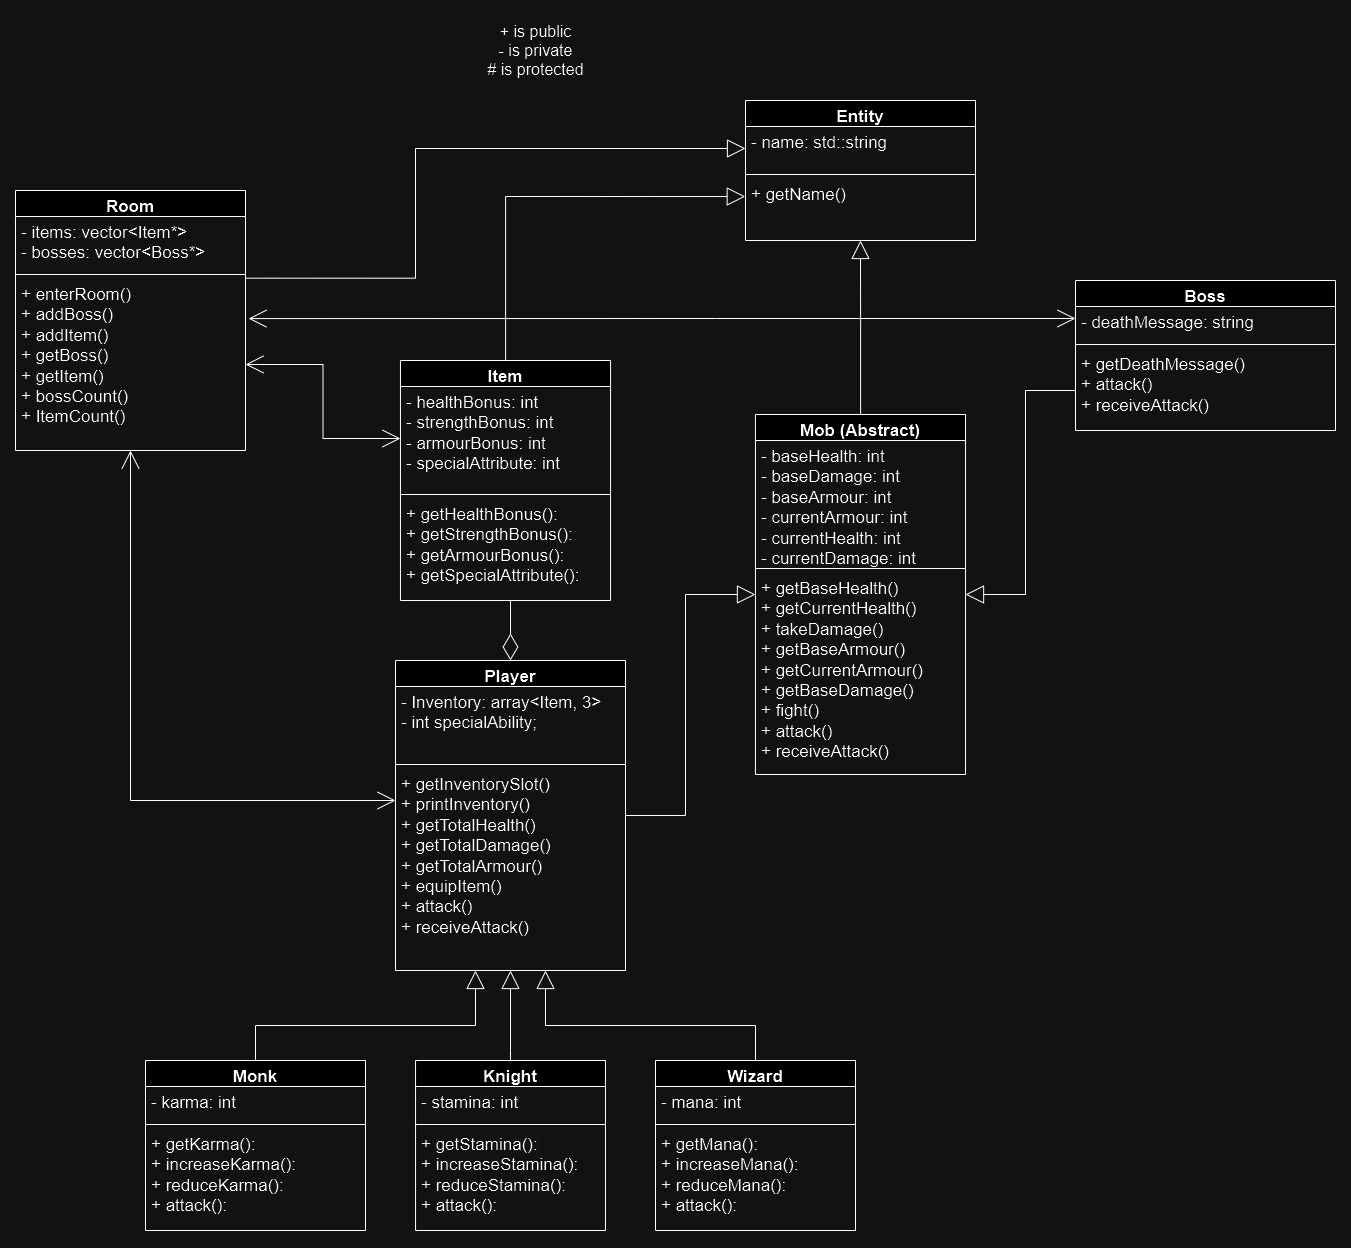 + is public
- is private
# is protected
Entity
- name: std::string
+ getName()
Room
- items: vector<Item*>
- bosses: vector<Boss*>
+ enterRoom()
+ addBoss()
+ addItem()
+ getBoss()
+ getItem()
+ bossCount()
+ ItemCount()
Boss
- deathMessage: string
+ getDeathMessage()
+ attack()
+ receiveAttack()
Item
- healthBonus: int
- strengthBonus: int
- armourBonus: int
- specialAttribute: int
+ getHealthBonus():
+ getStrengthBonus():
+ getArmourBonus():
+ getSpecialAttribute():
Mob (Abstract)
- baseHealth: int
- baseDamage: int
- baseArmour: int
- currentArmour: int
- currentHealth: int
- currentDamage: int
+ getBaseHealth()
+ getCurrentHealth()
+ takeDamage()
+ getBaseArmour()
+ getCurrentArmour()
+ getBaseDamage()
+ fight()
+ attack()
+ receiveAttack()
Player
- Inventory: array<Item, 3>
- int specialAbility;
+ getInventorySlot()
+ printInventory()
+ getTotalHealth()
+ getTotalDamage()
+ getTotalArmour()
+ equipItem()
+ attack()
+ receiveAttack()
Monk
- karma: int
+ getKarma():
+ increaseKarma():
+ reduceKarma():
+ attack():
Knight
- stamina: int
+ getStamina():
+ increaseStamina():
+ reduceStamina():
+ attack():
Wizard
- mana: int
+ getMana():
+ increaseMana():
+ reduceMana():
+ attack():